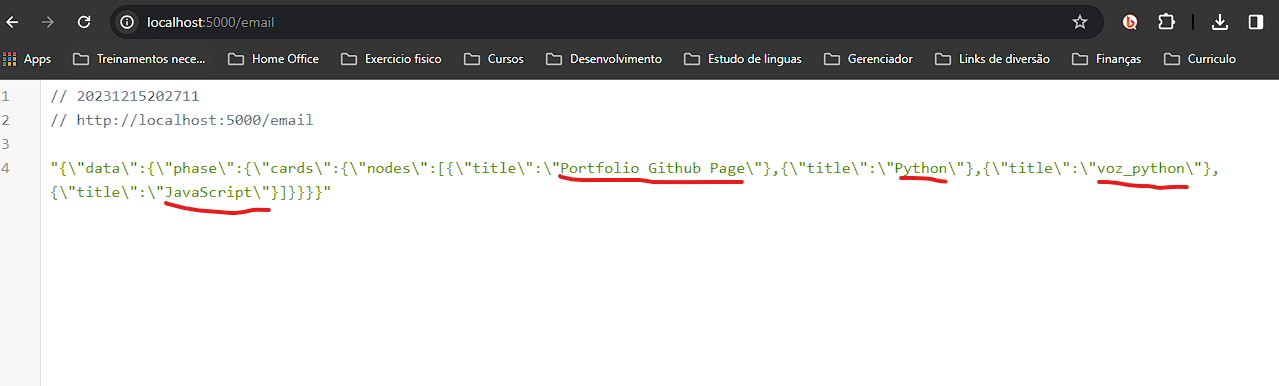 localhost:5000/email
Apps Treinamentos nece... Home Office Exercicio fisico Cursos Desenvolvimento Estudo de linguas Gerenciador Links de diversão Finanças Curriculo
1 // 20231215202711
2 // http://localhost:5000/email
3
4 "{\"data\":{\"phase\":{\"cards\":{\"nodes\":[{\"title\":\"Portfolio Github Page\"},{\"title\":\"Python\"},{\"title\":\"voz_python\"},
{\"title\":\"JavaScript\"}]}}}}"